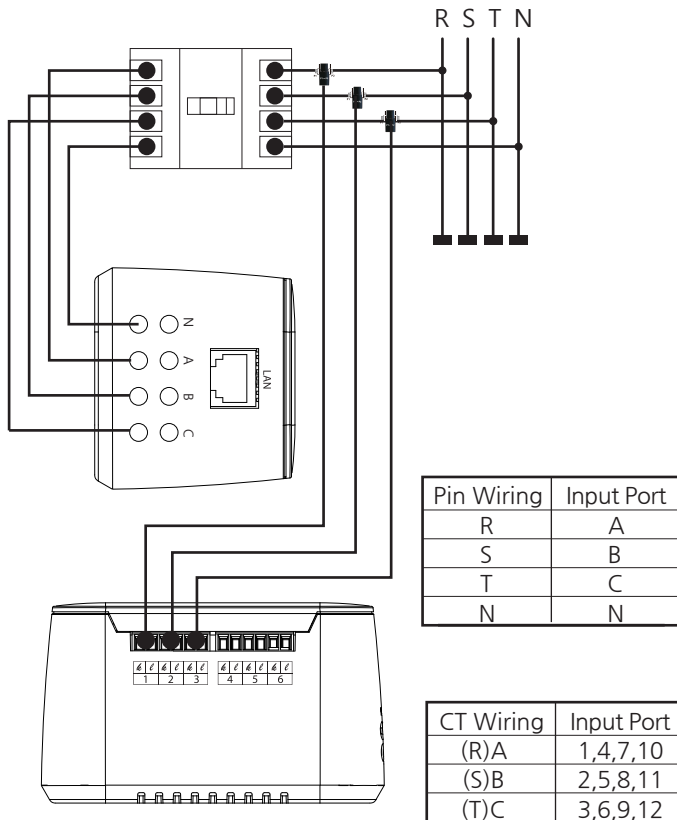 R S T N
N
A
B
C
LAN
k ℓ k ℓ k ℓ k ℓ k ℓ k ℓ
1 2 3 4 5 6
Pin Wiring Input Port
R A
S B
T C
N N
CT Wiring Input Port
(R)A 1,4,7,10
(S)B 2,5,8,11
(T)C 3,6,9,12